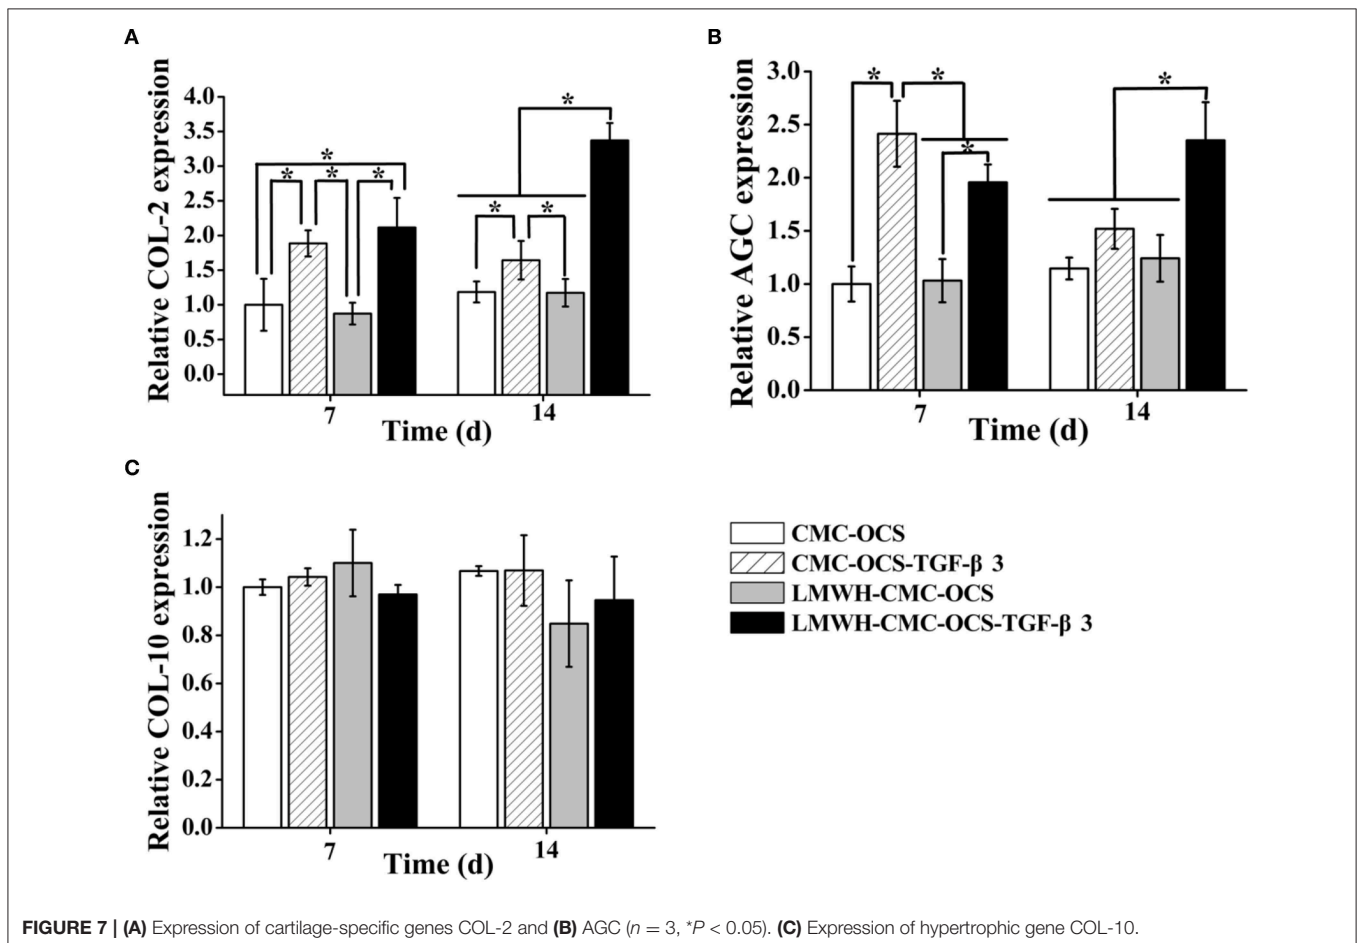 A
Relative COL-2 expression
4.0
3.5
3.0
2.5
2.0
1.5
1.0
0.5
0.0
*
*
*
*
*
*
*
7
14
Time (d)
B
Relative AGC expression
3.0
2.5
2.0
1.5
1.0
0.5
0.0
*
*
*
*
7
14
Time (d)
C
Relative COL-10 expression
1.2
1.0
0.8
0.6
0.4
0.2
0.0
7
14
Time (d)
CMC-OCS
CMC-OCS-TGF-β 3
LMWH-CMC-OCS
LMWH-CMC-OCS-TGF-β 3
FIGURE 7 | (A) Expression of cartilage-specific genes COL-2 and (B) AGC (n = 3, *P < 0.05). (C) Expression of hypertrophic gene COL-10.